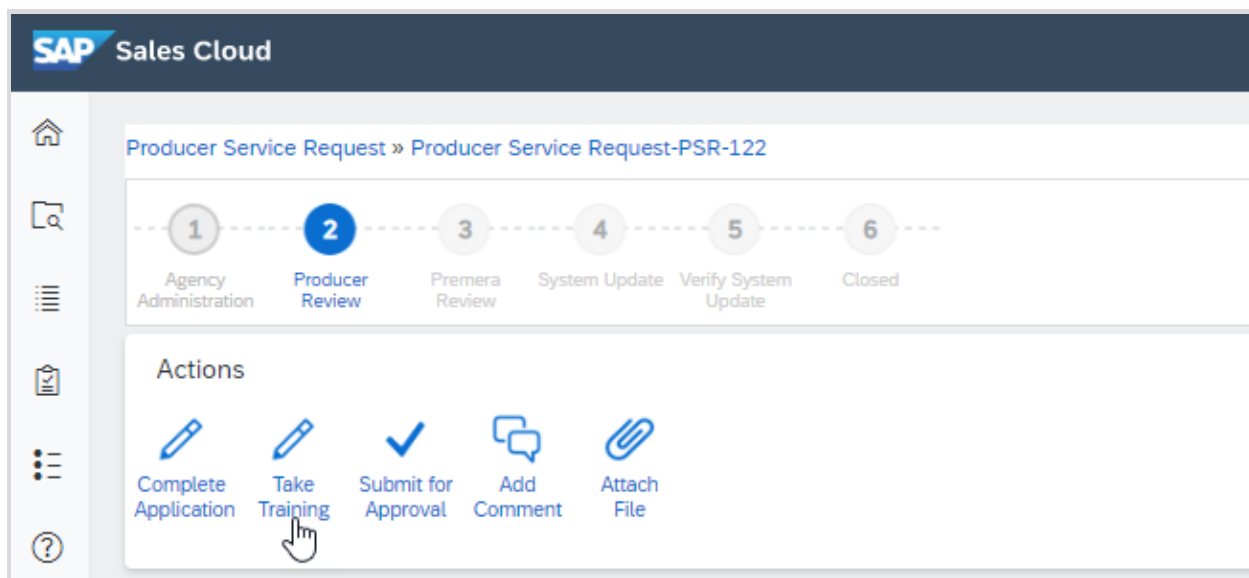 SAP Sales Cloud
Producer Service Request » Producer Service Request-PSR-122
1 2 3 4 5 6
Agency Administration
Producer Review
Premera Review
System Update
Verify System Update
Closed
Actions
Complete Application
Take Training
Submit for Approval
Add Comment
Attach File